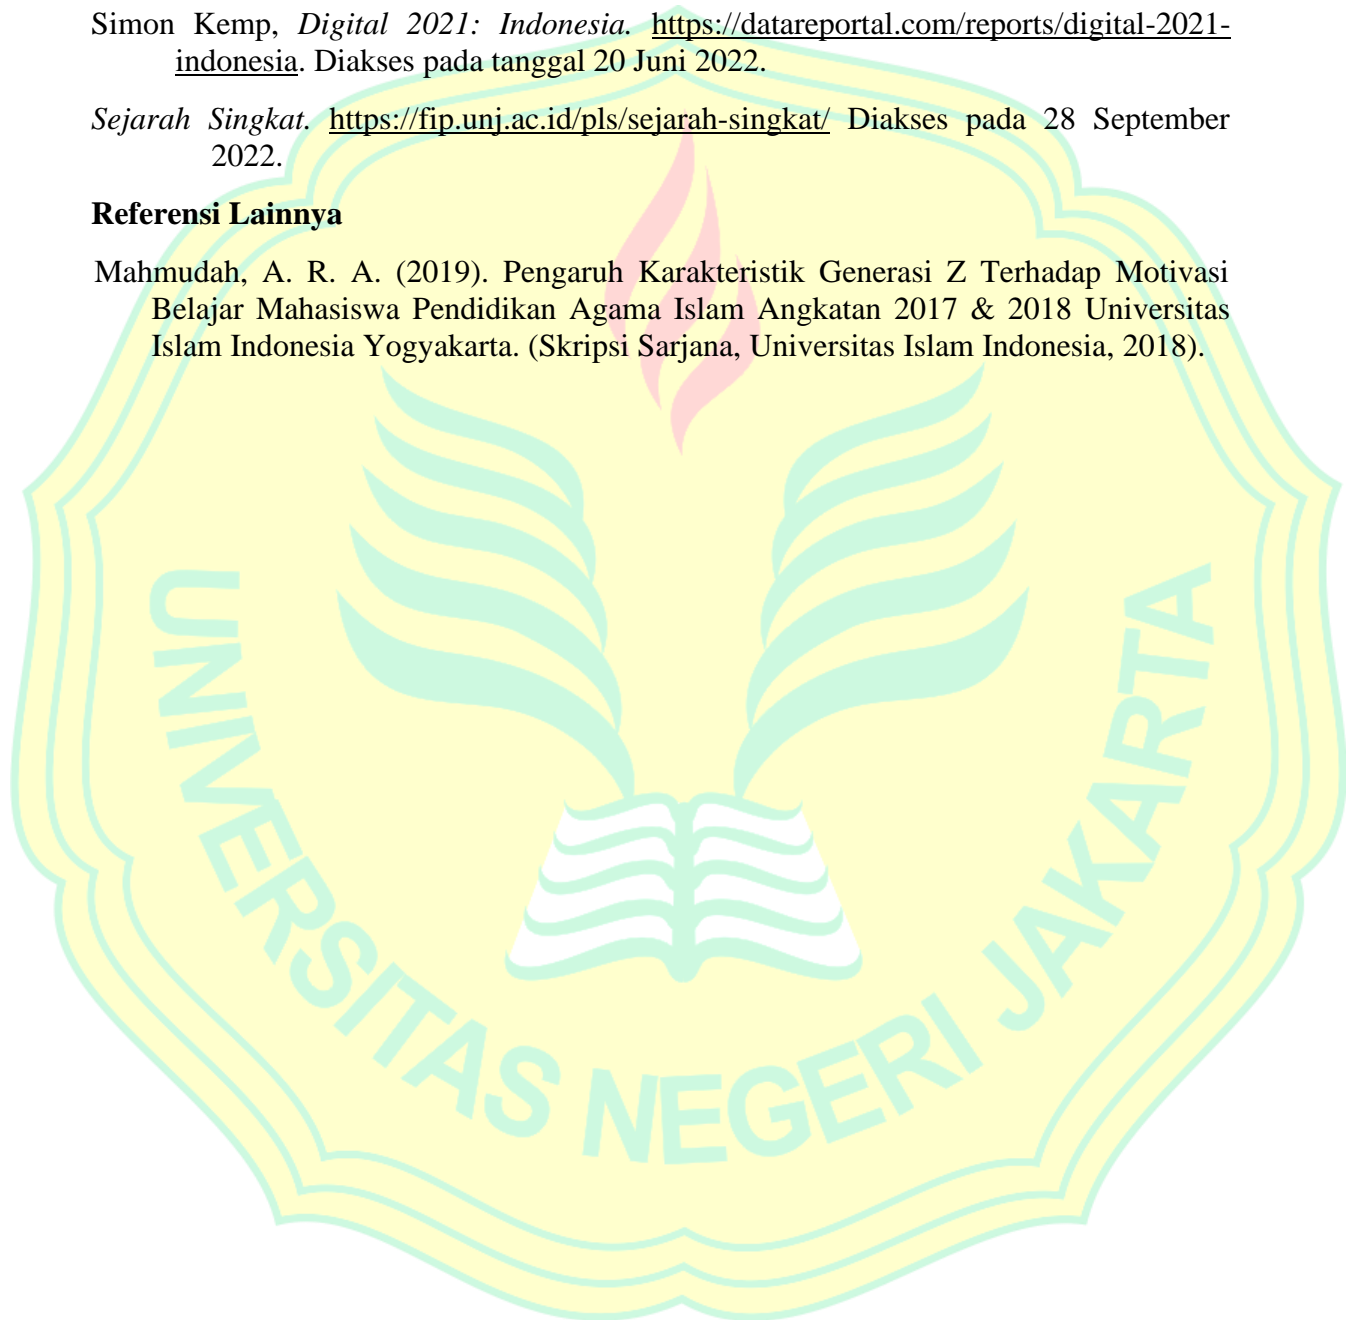 Simon Kemp, Digital 2021: Indonesia. https://datareportal.com/reports/digital-2021-
indonesia. Diakses pada tanggal 20 Juni 2022.
Sejarah Singkat. https://fip.unj.ac.id/pls/sejarah-singkat/ Diakses pada 28 September
2022.
Referensi Lainnya
Mahmudah, A. R. A. (2019). Pengaruh Karakteristik Generasi Z Terhadap Motivasi
Belajar Mahasiswa Pendidikan Agama Islam Angkatan 2017 & 2018 Universitas
Islam Indonesia Yogyakarta. (Skripsi Sarjana, Universitas Islam Indonesia, 2018).
UNIVERSITAS NEGERI JAKARTA